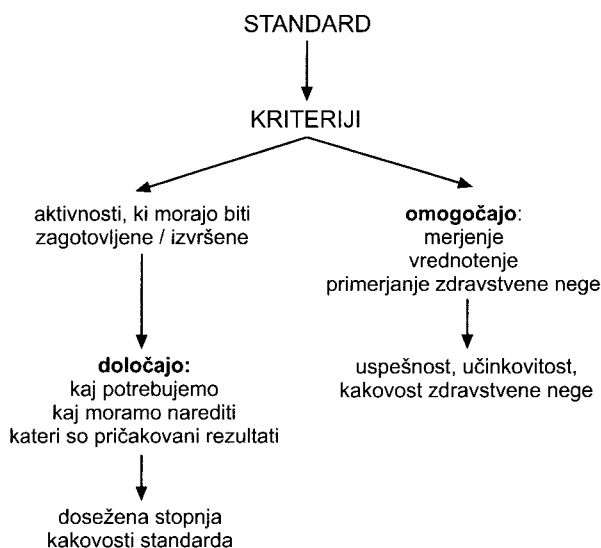 STANDARD
KRITERIJI
aktivnosti, ki morajo biti
zagotovljene / izvršene
določajo:
kaj potrebujemo
kaj moramo narediti
kateri so pričakovani rezultati
dosežena stopnja
kakovosti standarda
omogočajo:
merjenje
vrednotenje
primerjanje zdravstvene nege
uspešnost, učinkovitost,
kakovost zdravstvene nege